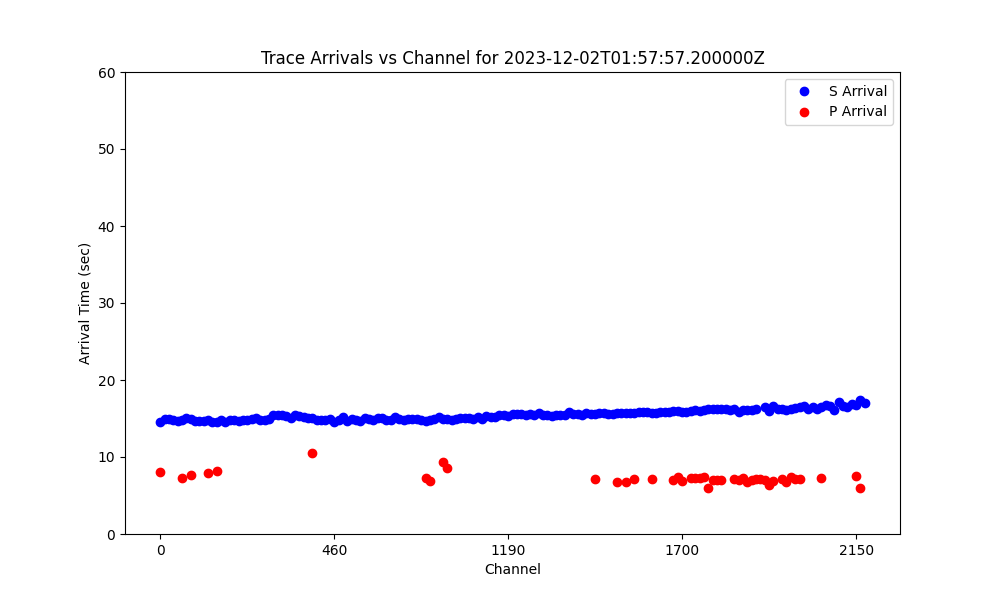 Trace Arrivals vs Channel for 2023-12-02T01:57:57.200000Z
S Arrival
P Arrival
60
50
40
30
20
10
0
Arrival Time (sec)
0 460 1190 1700 2150
Channel